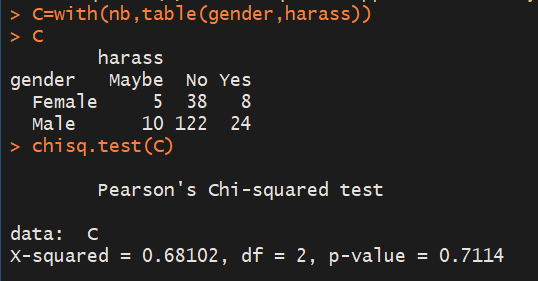 > C=with(nb,table(gender,harass))
> C
        harass
gender   Maybe  No Yes
  Female     5  38   8
  Male      10 122  24
> chisq.test(C)

        Pearson's Chi-squared test

data:  C
X-squared = 0.68102, df = 2, p-value = 0.7114